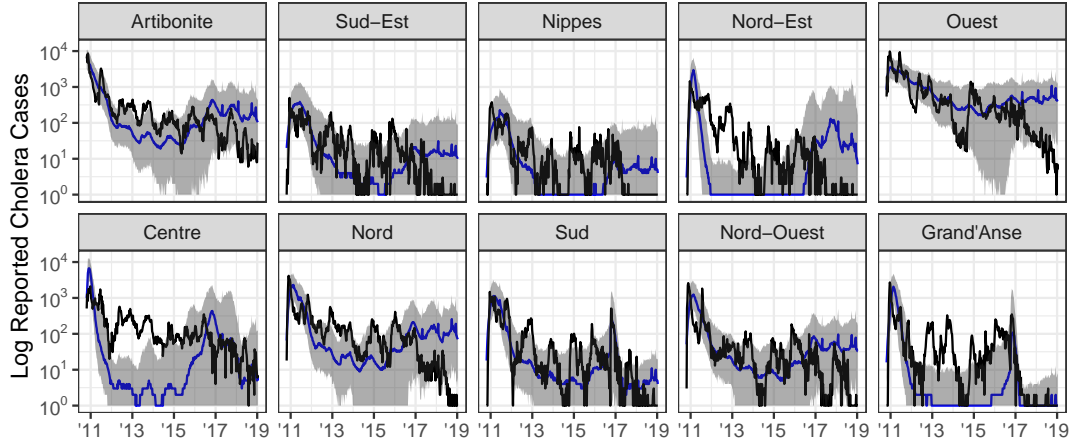 Artibonite Sud−Est Nippes Nord−Est Ouest
Log Reported Cholera Cases
10⁴
10³
10²
10¹
10⁰
Centre Nord Sud Nord−Ouest Grand'Anse
10⁴
10³
10²
10¹
10⁰
'11 '13 '15 '17 '19 '11 '13 '15 '17 '19 '11 '13 '15 '17 '19 '11 '13 '15 '17 '19 '11 '13 '15 '17 '19